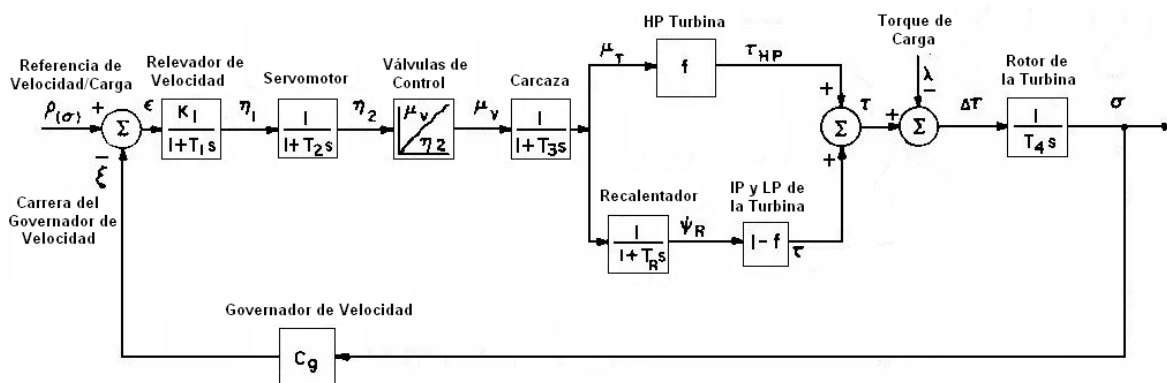 Referencia de
Velocidad/Carga
ρ(σ)
+
Σ
−
ξ
Carrera del
Governador de
Velocidad
ϵ
Relevador de
Velocidad
K1
1+T1s
η1
Servomotor
1
1+T2s
η2
Válvulas de
Control
μv
η2
μv
Carcaza
1
1+T3s
μT
HP Turbina
f
τHP
Recalentador
1
1+TRs
ψR
IP y LP de
la Turbina
1-f
τ
+
Σ
+
τ
Torque de
Carga
λ
−
+
Σ
Δτ
Rotor de
la Turbina
1
T4s
σ
Governador de Velocidad
Cg